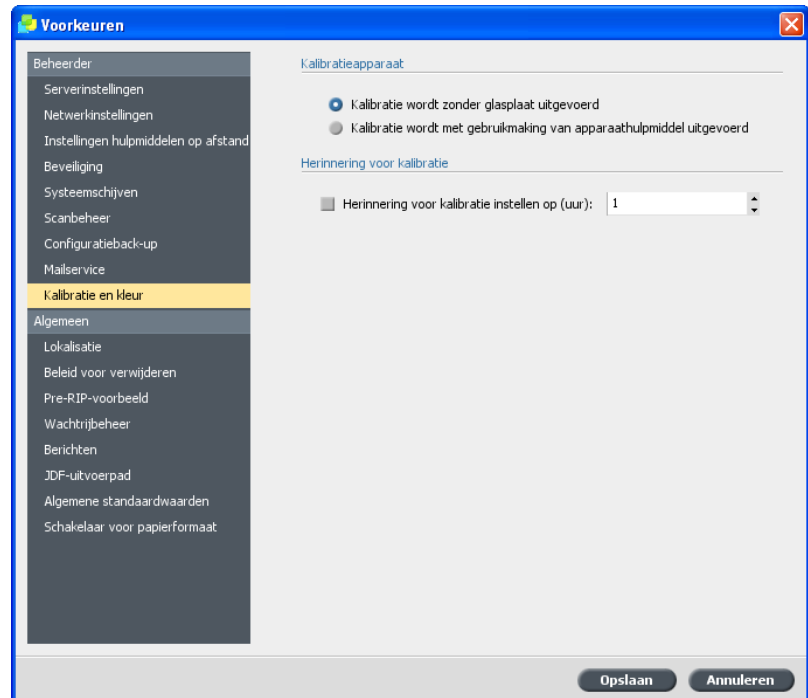 Voorkeuren
Beheerder
Serverinstellingen
Netwerkinstellingen
Instellingen hulpmiddelen op afstand
Beveiliging
Systeemschijven
Scanbeheer
Configuratieback-up
Mailservice
Kalibratie en kleur
Algemeen
Lokalisatie
Beleid voor verwijderen
Pre-RIP-voorbeeld
Wachtrijbeheer
Berichten
JDF-uitvoerpad
Algemene standaardwaarden
Schakelaar voor papierformaat
Kalibratieapparaat
Kalibratie wordt zonder glasplaat uitgevoerd
Kalibratie wordt met gebruikmaking van apparaathulpmiddel uitgevoerd
Herinnering voor kalibratie
Herinnering voor kalibratie instellen op (uur): 1
Opslaan Annuleren